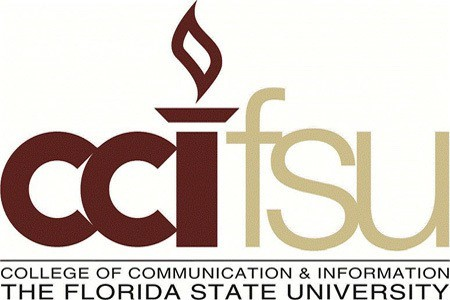 ccifsu
COLLEGE OF COMMUNICATION & INFORMATION
THE FLORIDA STATE UNIVERSITY